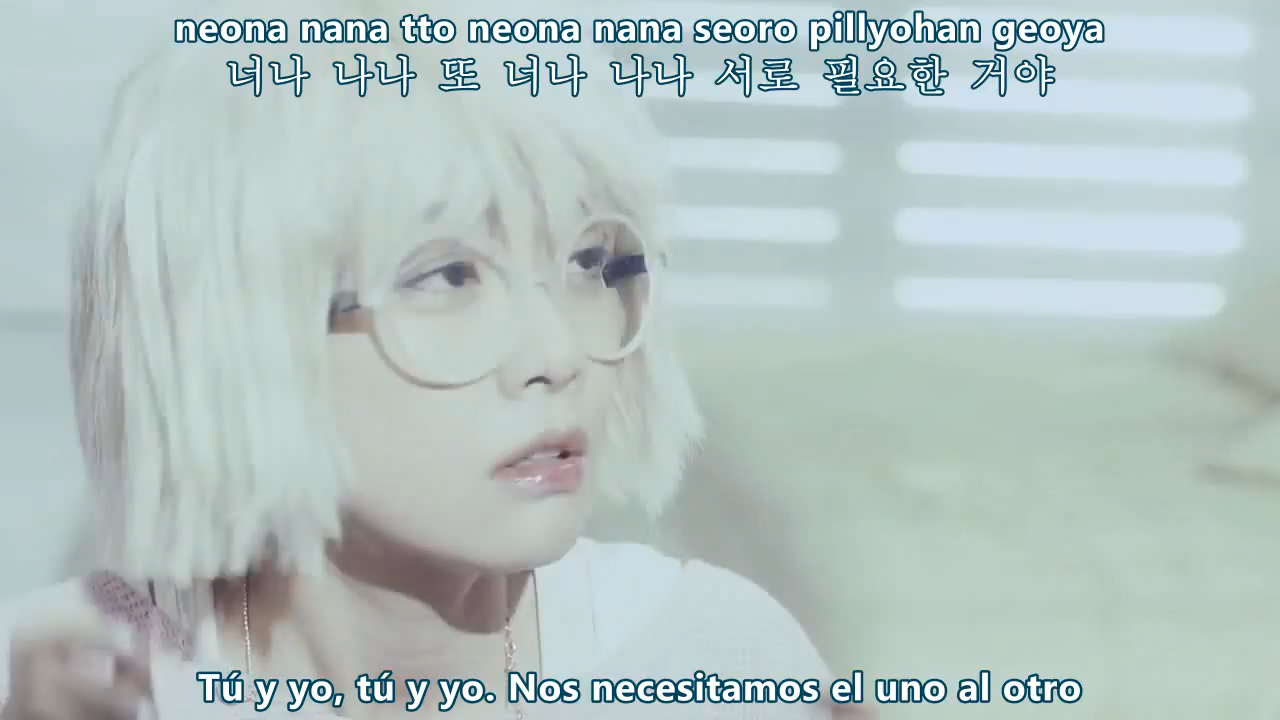 neona nana tto neona nana seoro pillyohan geoya
너나 나나 또 너나 나나 서로 필요한 거야
Tú y yo, tú y yo. Nos necesitamos el uno al otro